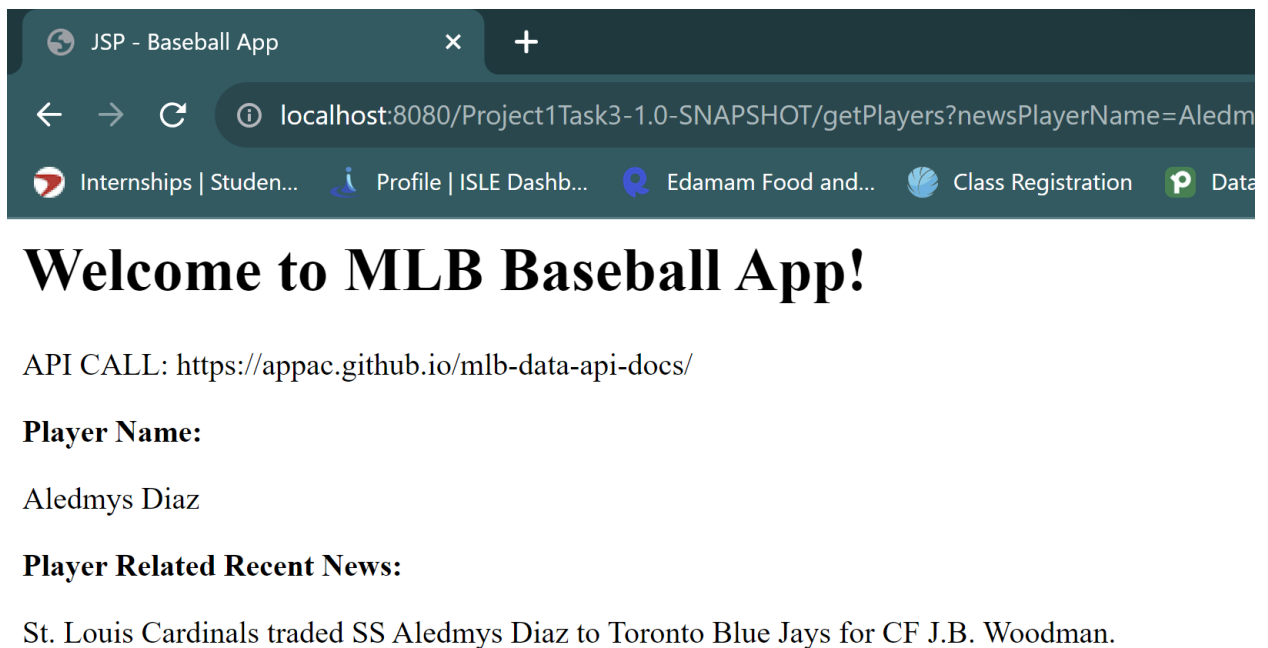 JSP - Baseball App
localhost:8080/Project1Task3-1.0-SNAPSHOT/getPlayers?newsPlayerName=Aledm
Internships | Studen... Profile | ISLE Dashb... Edamam Food and... Class Registration Data
Welcome to MLB Baseball App!
API CALL: https://appac.github.io/mlb-data-api-docs/
Player Name:
Aledmys Diaz
Player Related Recent News:
St. Louis Cardinals traded SS Aledmys Diaz to Toronto Blue Jays for CF J.B. Woodman.